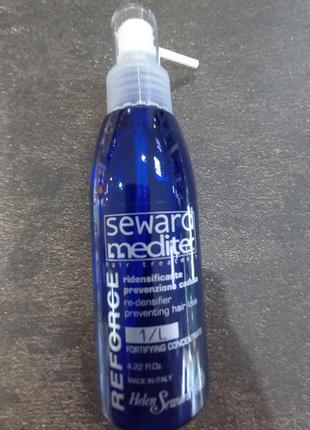 seward
mediter
hair treatment
REFORCE
ridensificante
prevenzione caduta
re-densifier
preventing hair loss
1/L
FORTIFYING CONCENTRATE
4.22 Fl.Oz.
MADE IN ITALY
Helen Seward